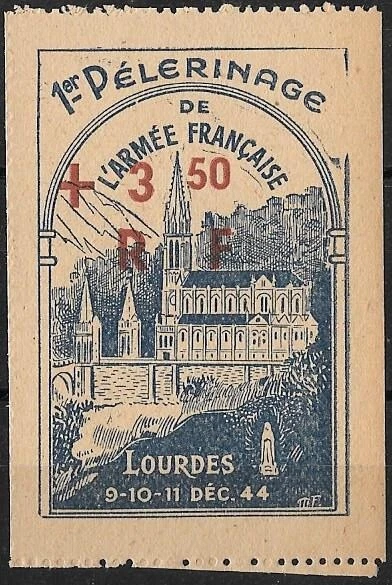 1er PÉLERINAGE
DE
L'ARMÉE FRANÇAISE
+ 3 50
R F
LOURDES
9-10-11 DÉC. 44